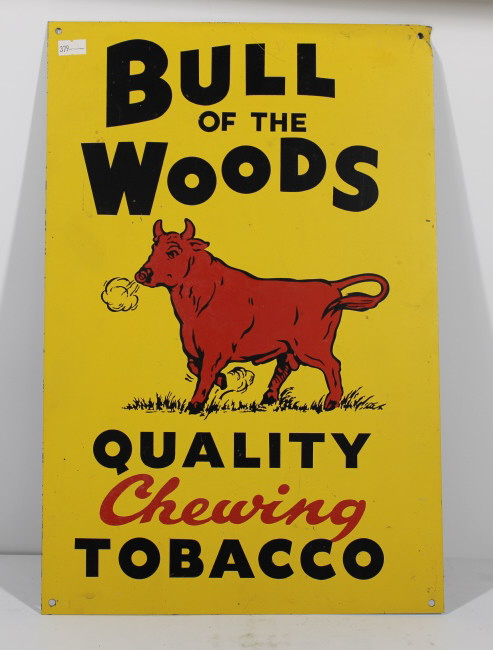 BULL
OF THE
WOODS
QUALITY
Chewing
TOBACCO